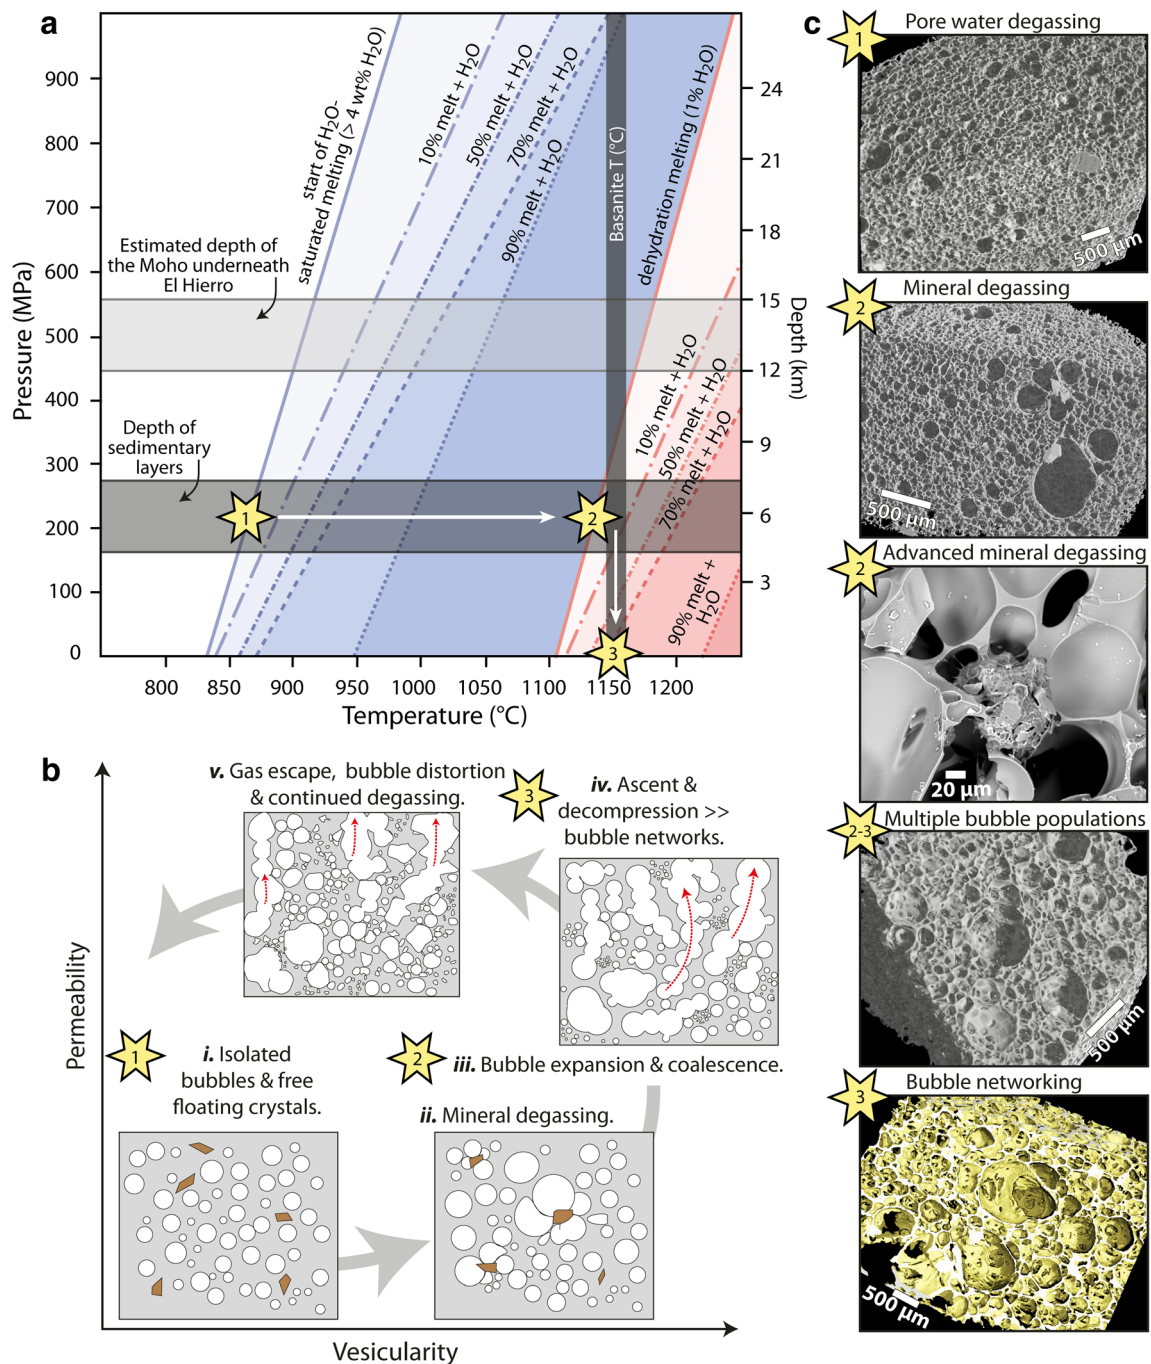 a
Pressure (MPa)
900
800
700
600
500
400
300
200
100
0
start of H2O-
saturated melting (> 4 wt% H2O)
10% melt + H2O
50% melt + H2O
70% melt + H2O
90% melt + H2O
Basanite T (°C)
dehydration melting (1% H2O)
Estimated depth of
the Moho underneath
El Hierro
Depth of
sedimentary
layers
10% melt + H2O
50% melt + H2O
70% melt + H2O
90% melt +
H2O
1
2
3
24
21
18
15
12
9
6
3
Depth (km)
800
850
900
950
1000
1050
1100
1150
1200
Temperature (°C)
b
Permeability
v. Gas escape, bubble distortion
& continued degassing.
3
iv. Ascent &
decompression >>
bubble networks.
1
i. Isolated
bubbles & free
floating crystals.
2
iii. Bubble expansion & coalescence.
ii. Mineral degassing.
Vesicularity
c
Pore water degassing
1
500 µm
Mineral degassing
2
500 µm
Advanced mineral degassing
2
20 µm
Multiple bubble populations
2-3
500 µm
Bubble networking
3
500 µm